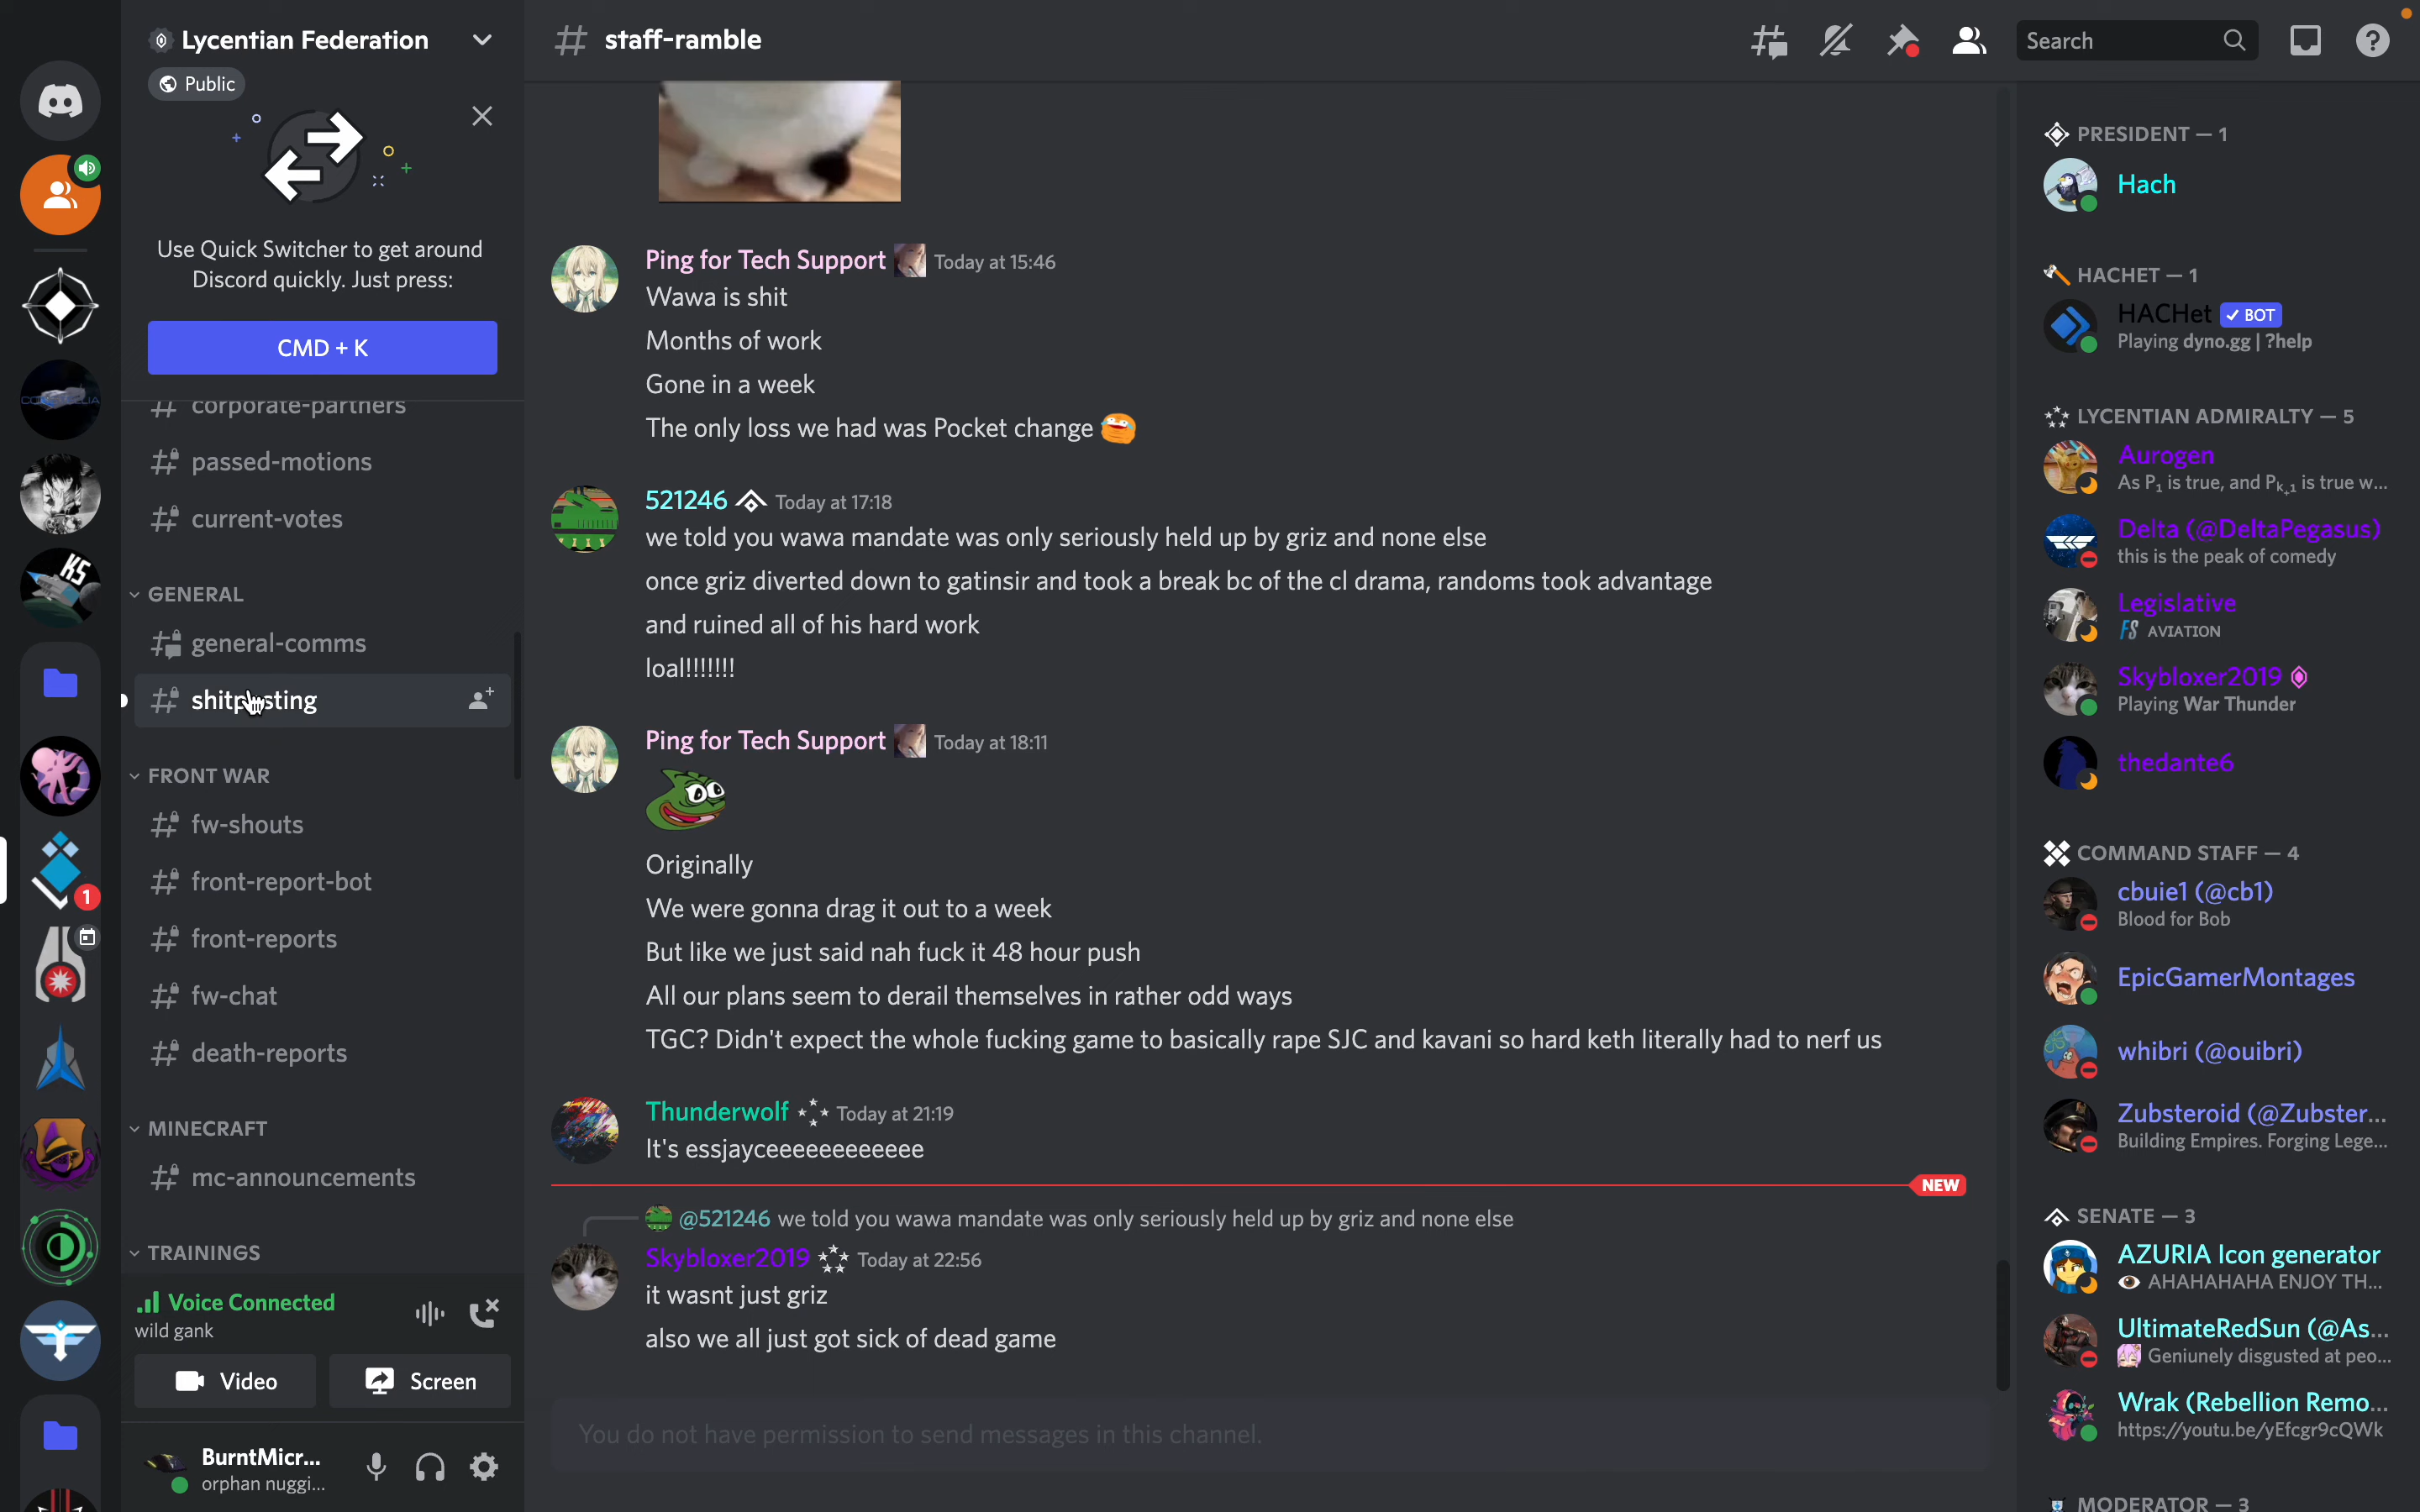 Lycentian Federation
Public
Use Quick Switcher to get around
Discord quickly. Just press:
CMD + K
corporate-partners
passed-motions
current-votes
GENERAL
general-comms
shitposting
FRONT WAR
fw-shouts
front-report-bot
front-reports
fw-chat
death-reports
MINECRAFT
mc-announcements
TRAININGS
Voice Connected
wild gank
Video
Screen
BurntMicr...
orphan nuggi...
KS
1
staff-ramble
Search
Ping for Tech Support Today at 15:46
Wawa is shit
Months of work
Gone in a week
The only loss we had was Pocket change
521246 Today at 17:18
we told you wawa mandate was only seriously held up by griz and none else
once griz diverted down to gatinsir and took a break bc of the cl drama, randoms took advantage
and ruined all of his hard work
loal!!!!!!!
Ping for Tech Support Today at 18:11
Originally
We were gonna drag it out to a week
But like we just said nah fuck it 48 hour push
All our plans seem to derail themselves in rather odd ways
TGC? Didn't expect the whole fucking game to basically rape SJC and kavani so hard keth literally had to nerf us
Thunderwolf Today at 21:19
It's essjayceeeeeeeeeeee
NEW
@521246 we told you wawa mandate was only seriously held up by griz and none else
Skybloxer2019 Today at 22:56
it wasnt just griz
also we all just got sick of dead game
You do not have permission to send messages in this channel.
PRESIDENT — 1
Hach
HACHET — 1
HACHet ✓ BOT
Playing dyno.gg | ?help
LYCENTIAN ADMIRALTY — 5
Aurogen
As P₁ is true, and Pₖ₊₁ is true w...
Delta (@DeltaPegasus)
this is the peak of comedy
Legislative
FS AVIATION
Skybloxer2019
Playing War Thunder
thedante6
COMMAND STAFF — 4
cbuie1 (@cb1)
Blood for Bob
EpicGamerMontages
whibri (@ouibri)
Zubsteroid (@Zubster...
Building Empires. Forging Lege...
SENATE — 3
AZURIA Icon generator
AHAHAHAHA ENJOY TH...
UltimateRedSun (@As...
Geniunely disgusted at peo...
Wrak (Rebellion Remo...
https://youtu.be/yEfcgr9cQWk
MODERATOR — 3